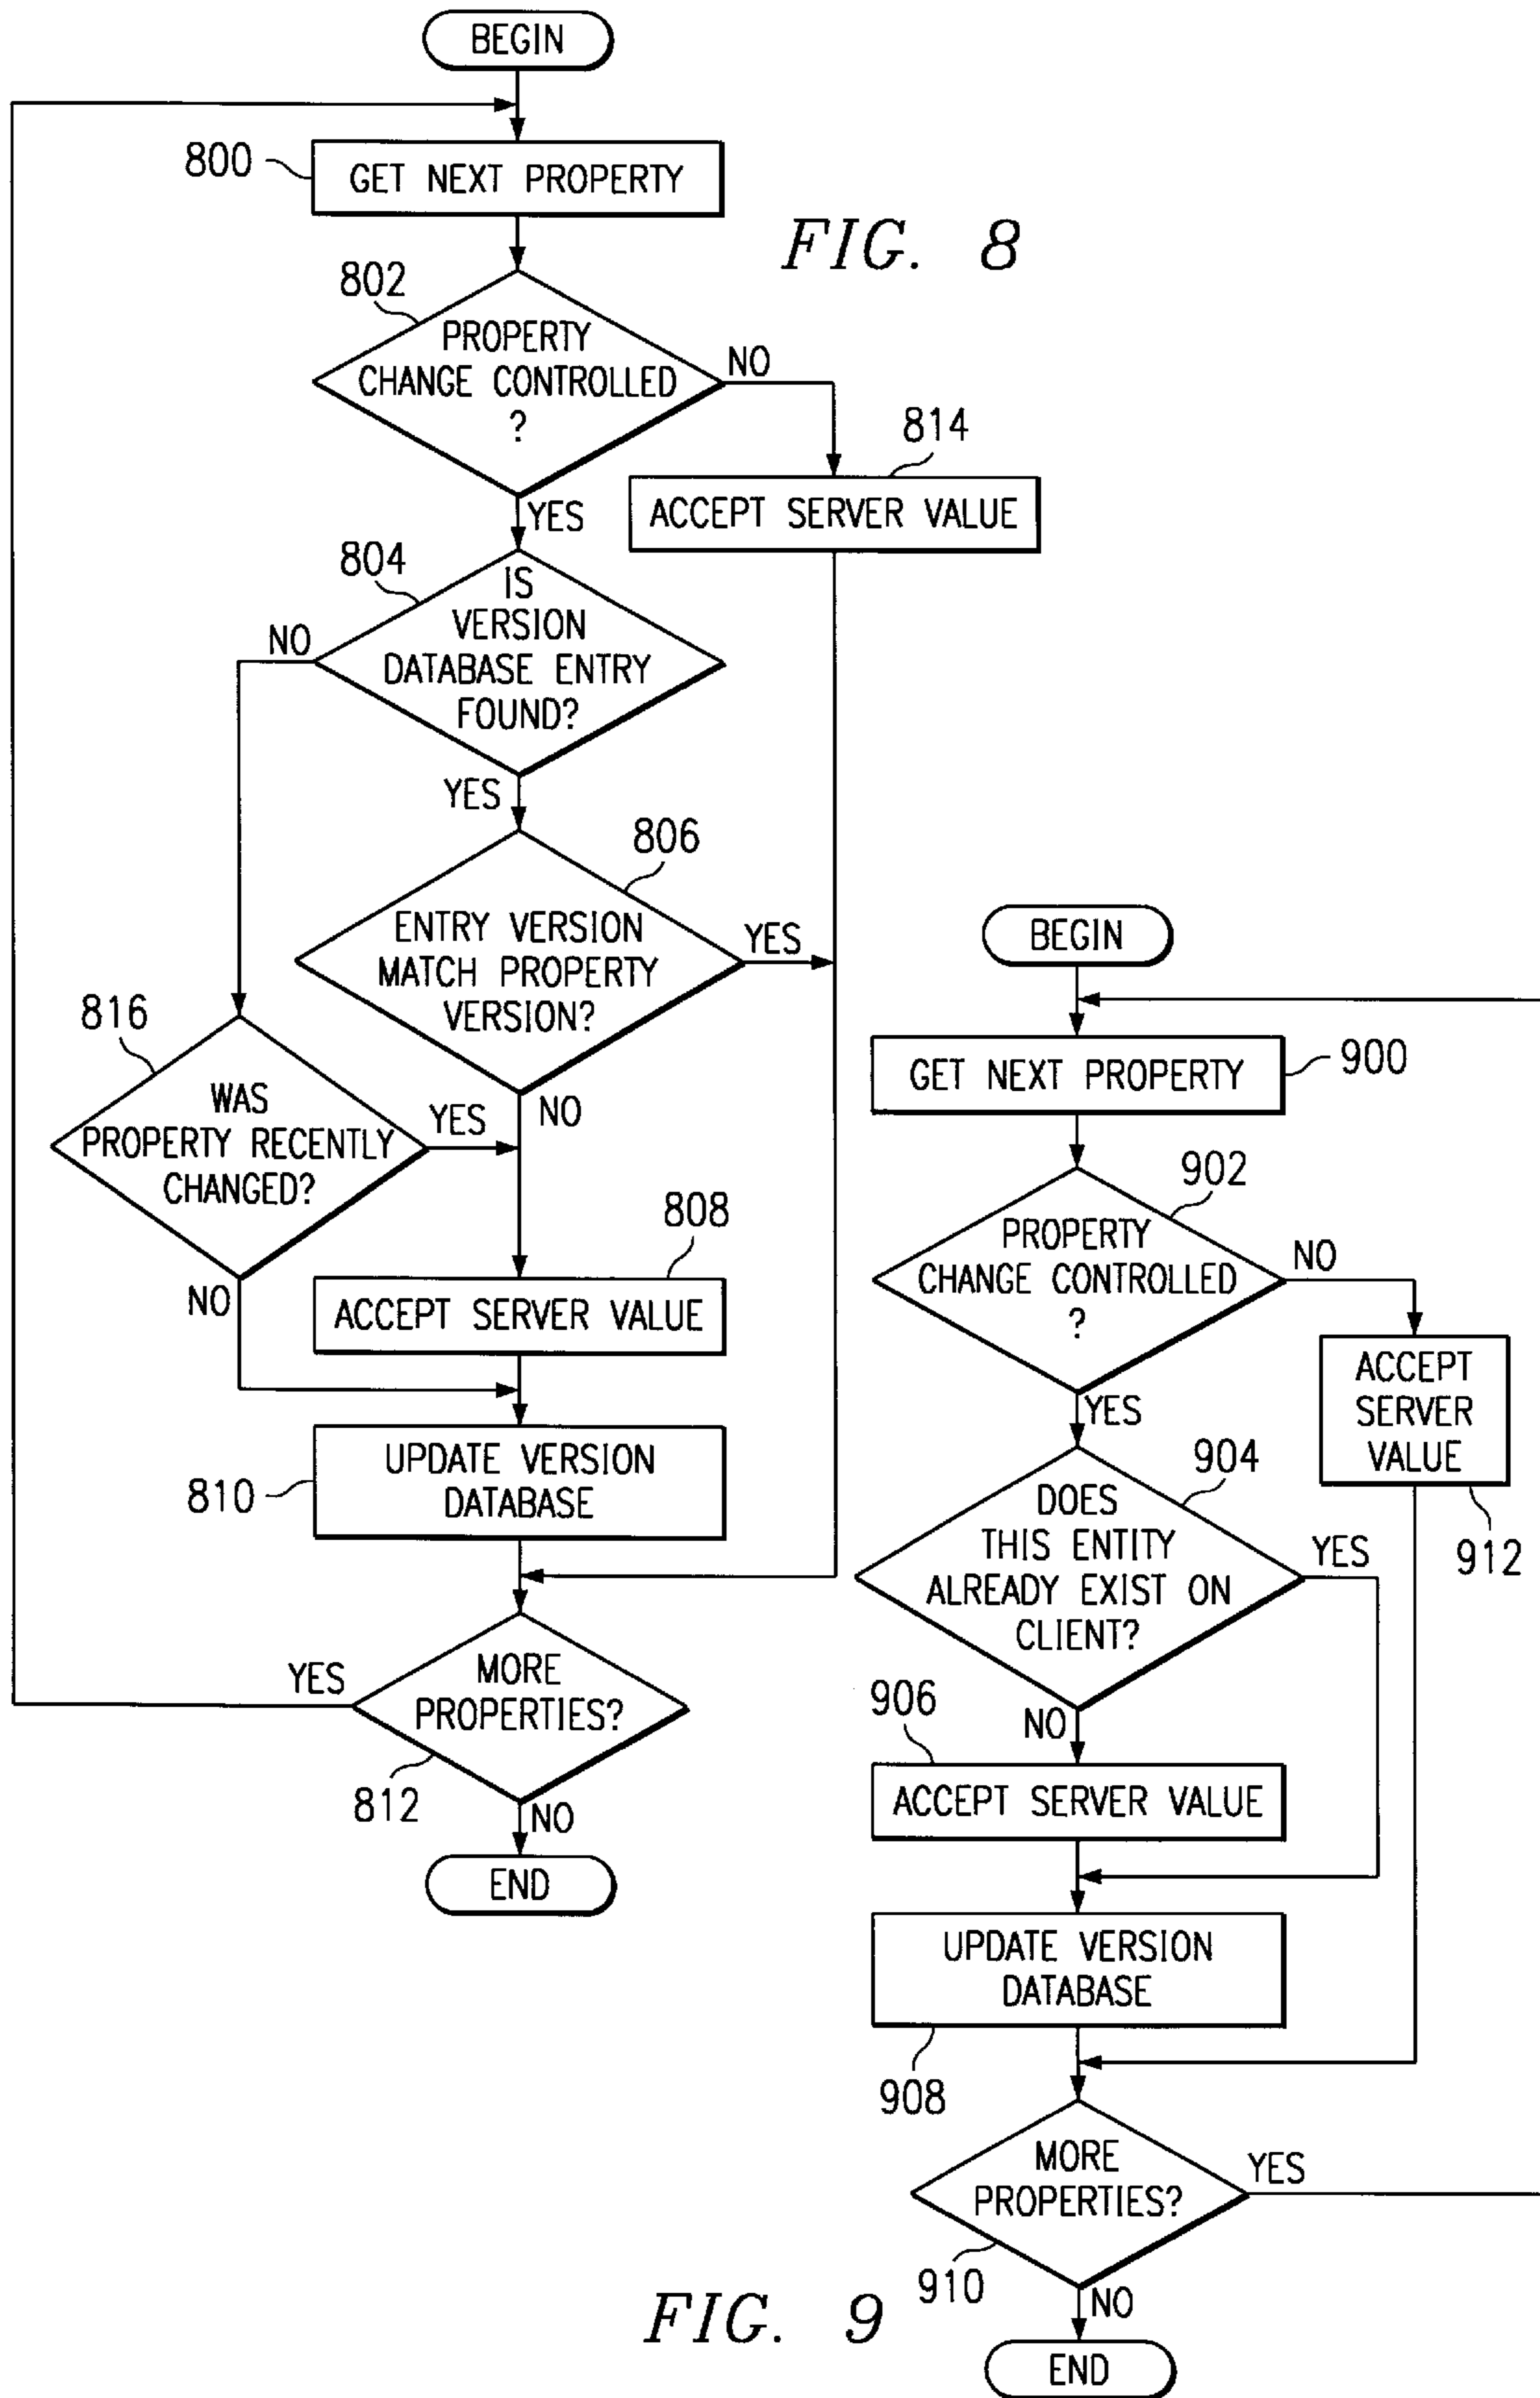 BEGIN
800
GET NEXT PROPERTY
FIG. 8
802
PROPERTY
CHANGE CONTROLLED
?
NO
YES
814
ACCEPT SERVER VALUE
804
IS
VERSION
DATABASE ENTRY
FOUND?
NO
YES
806
ENTRY VERSION
MATCH PROPERTY
VERSION?
YES
NO
816
WAS
PROPERTY RECENTLY
CHANGED?
YES
NO
808
ACCEPT SERVER VALUE
810
UPDATE VERSION
DATABASE
MORE
PROPERTIES?
YES
812
NO
END
BEGIN
GET NEXT PROPERTY
900
902
PROPERTY
CHANGE CONTROLLED
?
NO
YES
ACCEPT
SERVER
VALUE
912
904
DOES
THIS ENTITY
ALREADY EXIST ON
CLIENT?
YES
NO
906
ACCEPT SERVER VALUE
UPDATE VERSION
DATABASE
908
MORE
PROPERTIES?
YES
910
NO
END
FIG. 9